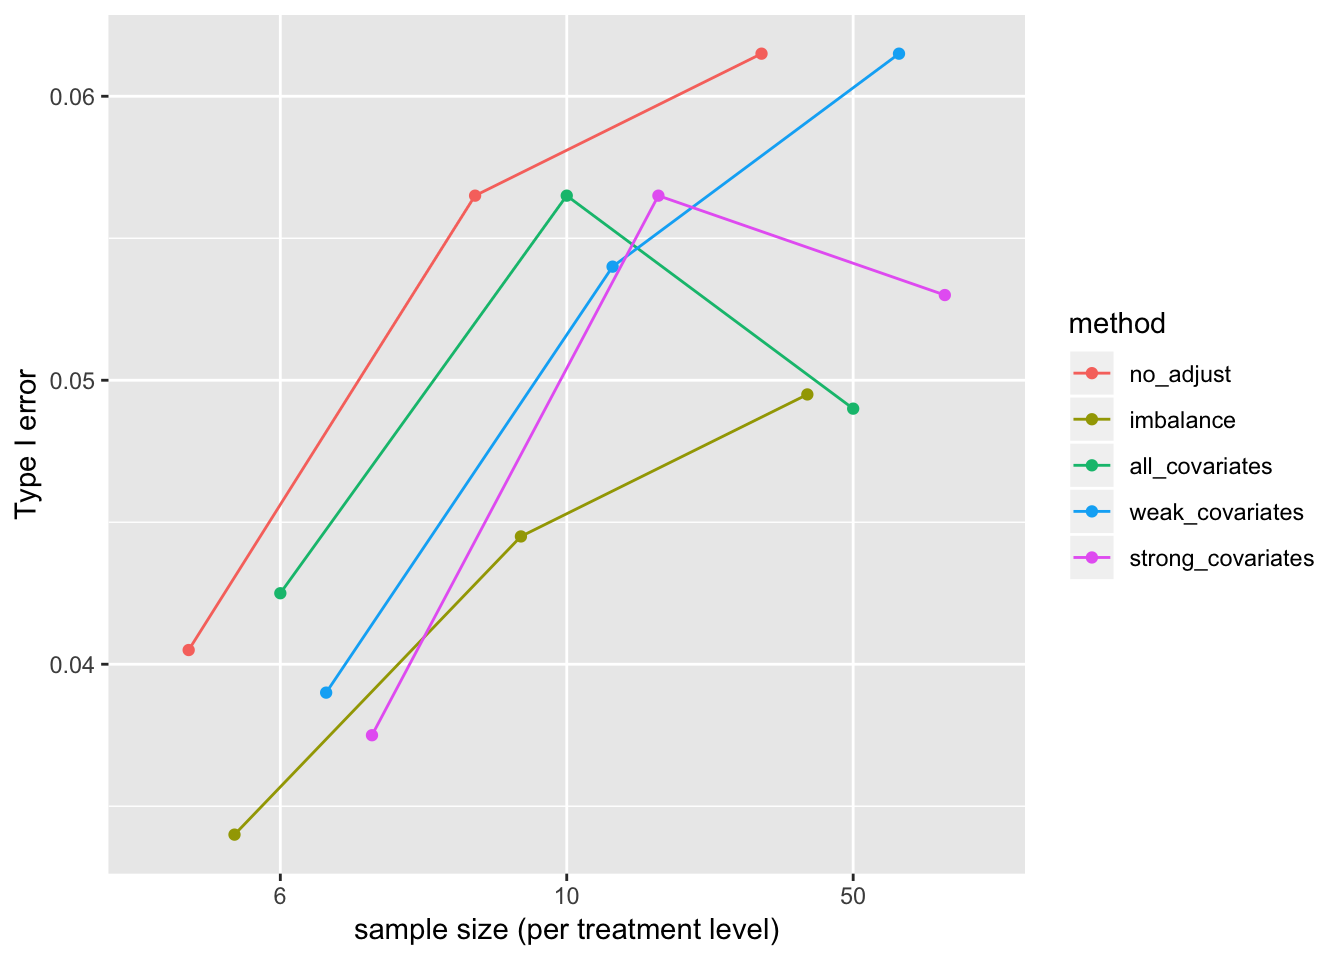 0.06
0.05
0.04
Type I error
6
10
50
sample size (per treatment level)
method
no_adjust
imbalance
all_covariates
weak_covariates
strong_covariates